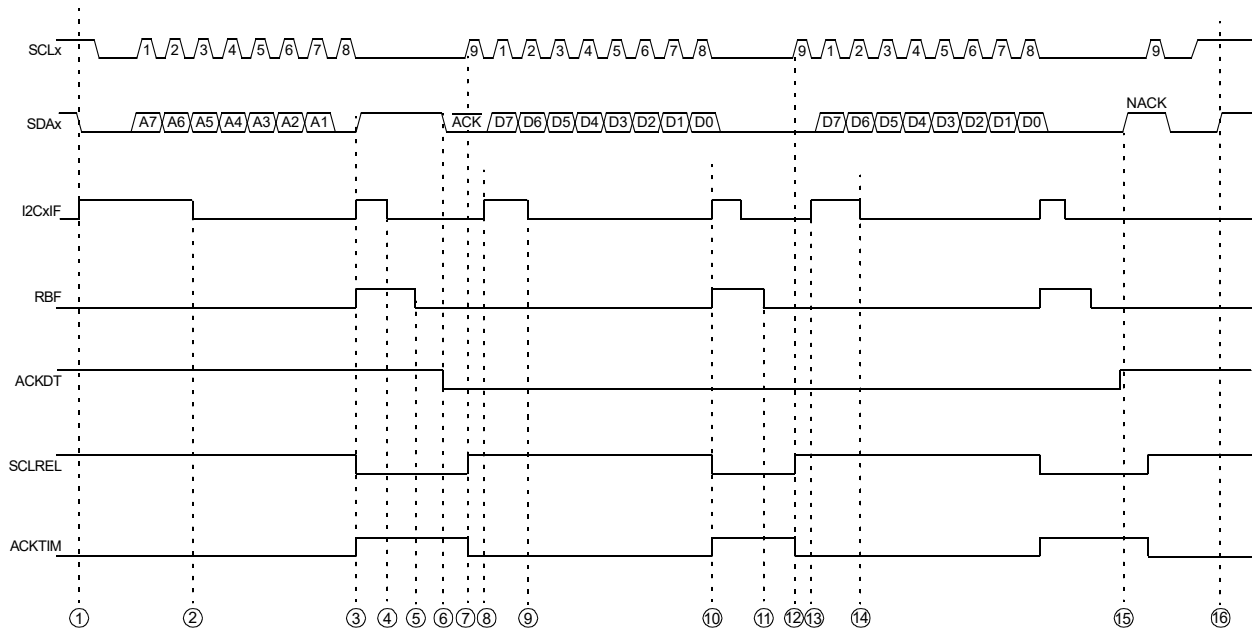 SCLx 1 2 3 4 5 6 7 8 9 1 2 3 4 5 6 7 8 9 1 2 3 4 5 6 7 8 9
NACK
SDAx A7 A6 A5 A4 A3 A2 A1 ACK D7 D6 D5 D4 D3 D2 D1 D0 D7 D6 D5 D4 D3 D2 D1 D0
I2CxIF
RBF
ACKDT
SCLREL
ACKTIM
1 2 3 4 5 6 7 8 9 10 11 12 13 14 15 16